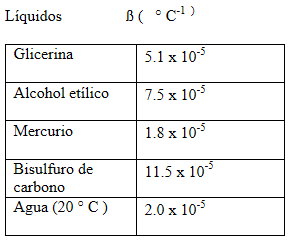 Líquidos ß ( ° C⁻¹ )
Glicerina 5.1 x 10⁻⁵
Alcohol etílico 7.5 x 10⁻⁵
Mercurio 1.8 x 10⁻⁵
Bisulfuro de 11.5 x 10⁻⁵
carbono
Agua (20 ° C ) 2.0 x 10⁻⁵